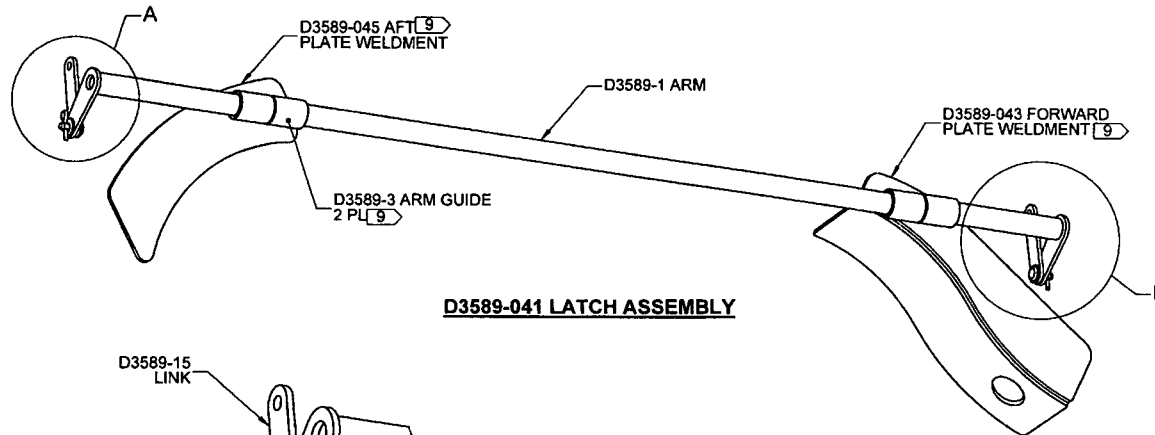 A
D3589-045 AFT 9
PLATE WELDMENT
D3589-1 ARM
D3589-043 FORWARD
PLATE WELDMENT 9
D3589-3 ARM GUIDE
2 PL 9
D3589-041 LATCH ASSEMBLY
D3589-15
LINK